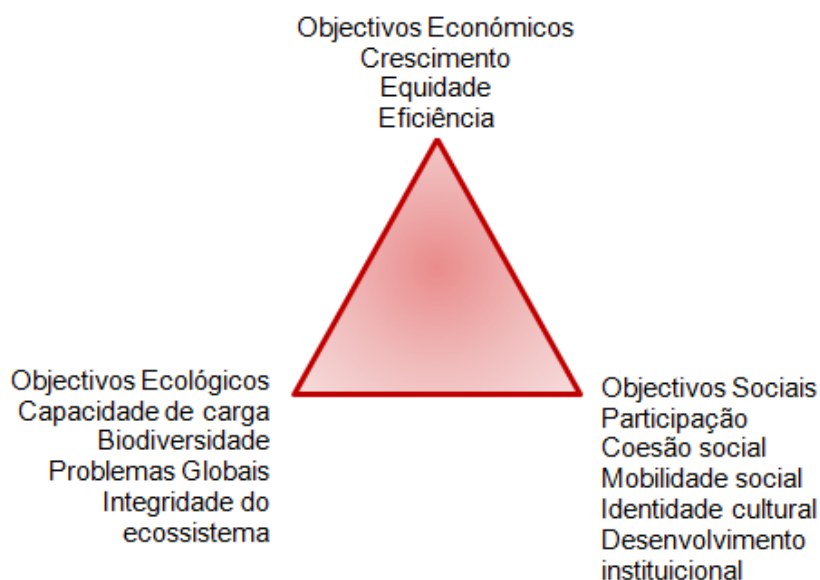 Objectivos Económicos
Crescimento
Equidade
Eficiência
Objectivos Ecológicos
Capacidade de carga
Biodiversidade
Problemas Globais
Integridade do
ecossistema
Objectivos Sociais
Participação
Coesão social
Mobilidade social
Identidade cultural
Desenvolvimento
instituicional